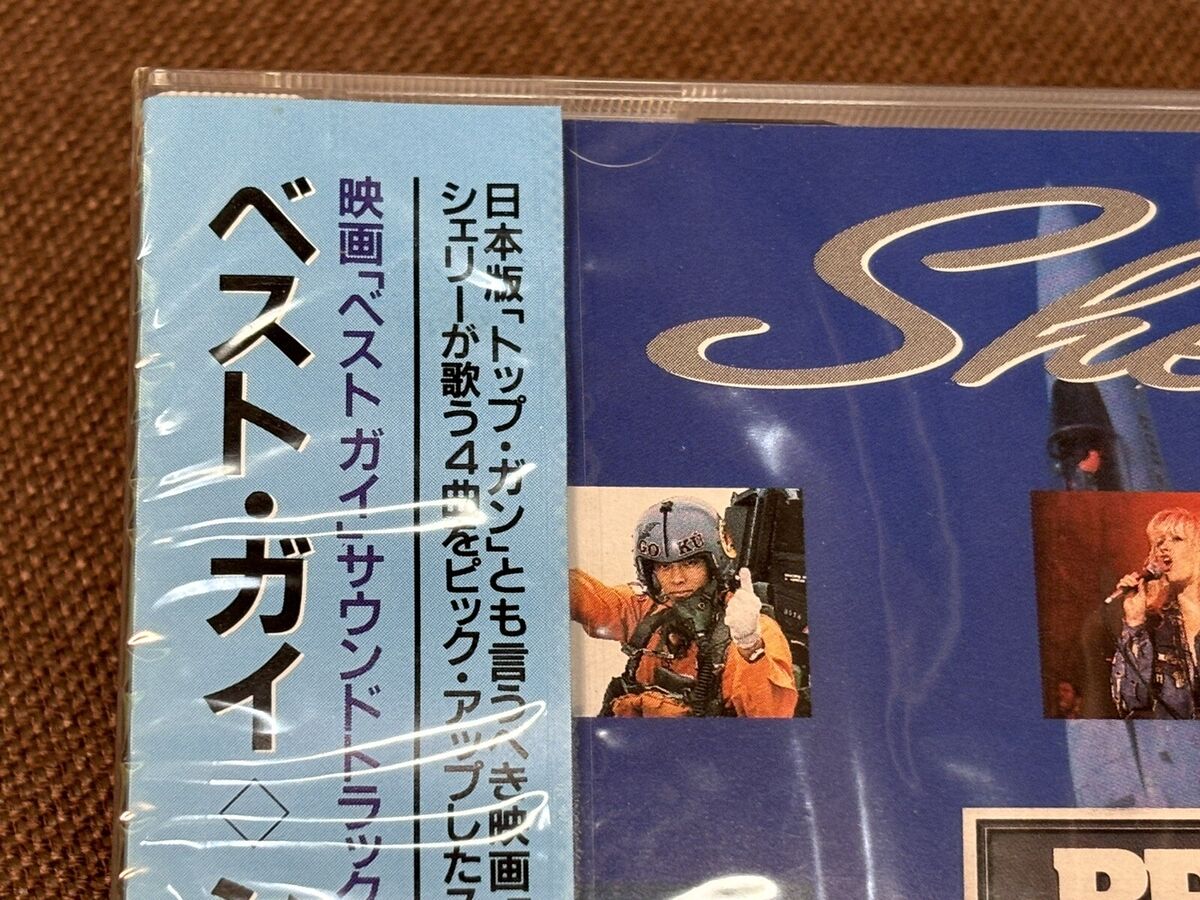 日本版「トップ・ガン」とも言うべき映画
シェリーが歌う4曲をピック・アップした
映画「ベスト ガイ」サウンドトラック
ベスト・ガイ◇
She
GO KŪ
PR